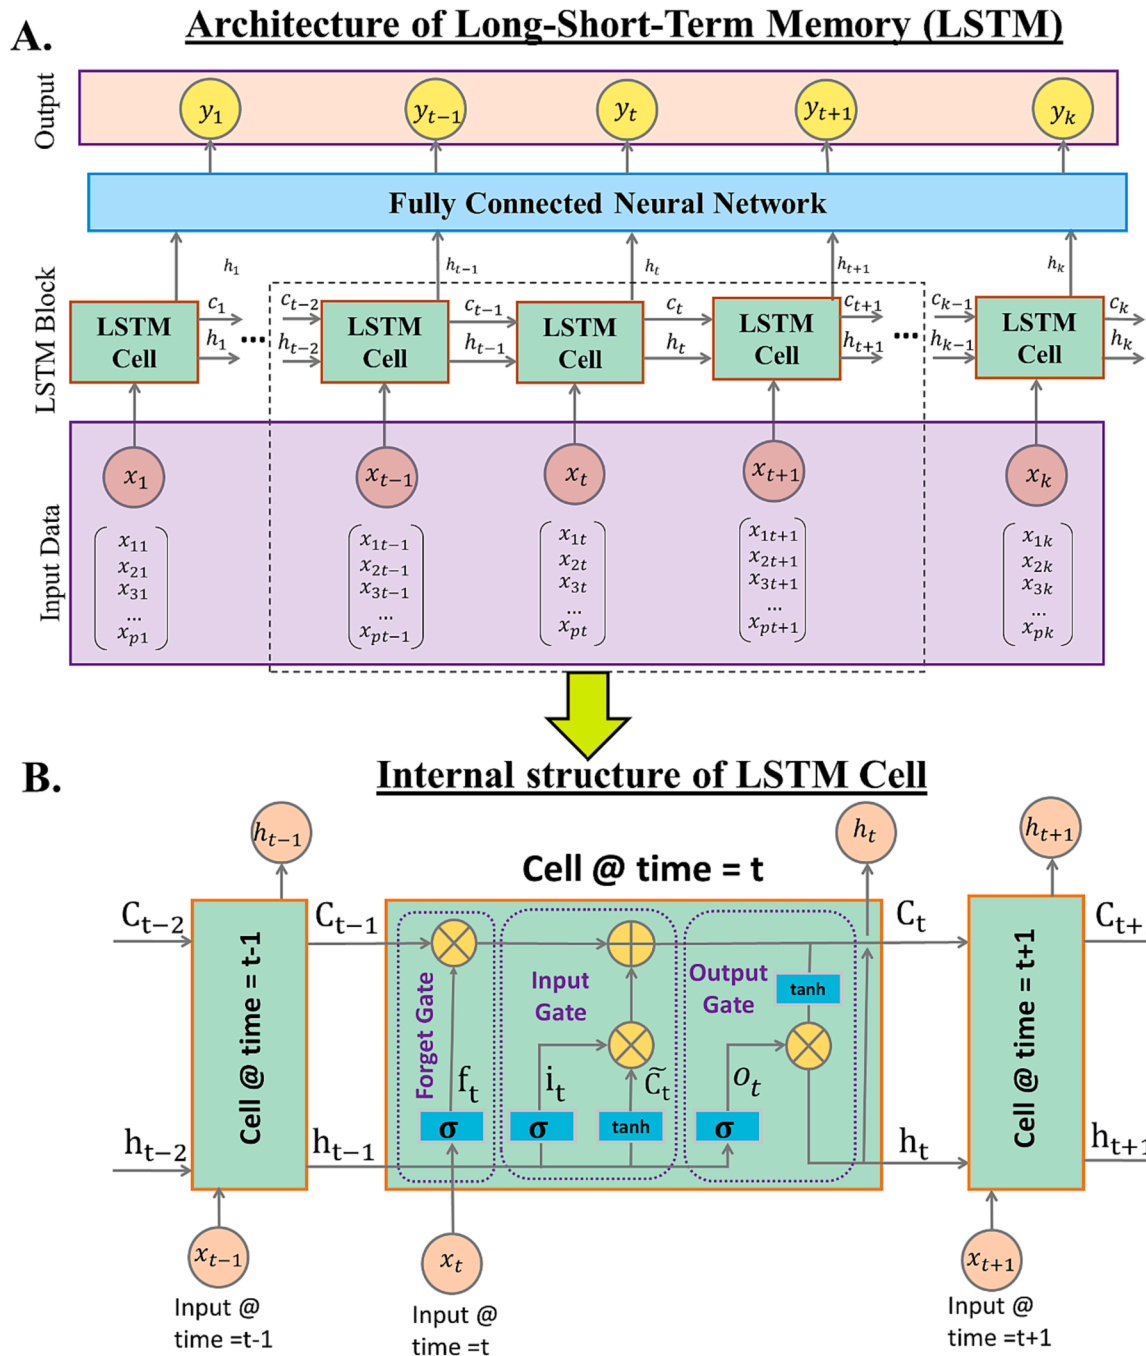 A.
Architecture of Long-Short-Term Memory (LSTM)
Output
y₁
yₜ₋₁
yₜ
yₜ₊₁
yₖ
Fully Connected Neural Network
LSTM Block
h₁
hₜ₋₁
hₜ
hₜ₊₁
hₖ
LSTM
Cell
c₁
h₁
...
cₜ₋₂
hₜ₋₂
LSTM
Cell
cₜ₋₁
hₜ₋₁
LSTM
Cell
cₜ
hₜ
LSTM
Cell
cₜ₊₁
hₜ₊₁
...
cₖ₋₁
hₖ₋₁
LSTM
Cell
cₖ
hₖ
Input Data
x₁
xₜ₋₁
xₜ
xₜ₊₁
xₖ
x₁₁
x₂₁
x₃₁
...
xₚ₁
x₁ₜ₋₁
x₂ₜ₋₁
x₃ₜ₋₁
...
xₚₜ₋₁
x₁ₜ
x₂ₜ
x₃ₜ
...
xₚₜ
x₁ₜ₊₁
x₂ₜ₊₁
x₃ₜ₊₁
...
xₚₜ₊₁
x₁ₖ
x₂ₖ
x₃ₖ
...
xₚₖ
B.
Internal structure of LSTM Cell
hₜ₋₁
hₜ
hₜ₊₁
Cell @ time = t
Cₜ₋₂
hₜ₋₂
Cell @ time = t-1
Cₜ₋₁
hₜ₋₁
Forget Gate
fₜ
σ
Input
Gate
iₜ
C̃ₜ
σ
tanh
Output
Gate
tanh
oₜ
σ
Cₜ
hₜ
Cell @ time = t+1
Cₜ₊
hₜ₊₁
xₜ₋₁
Input @
time =t-1
xₜ
Input @
time =t
xₜ₊₁
Input @
time =t+1